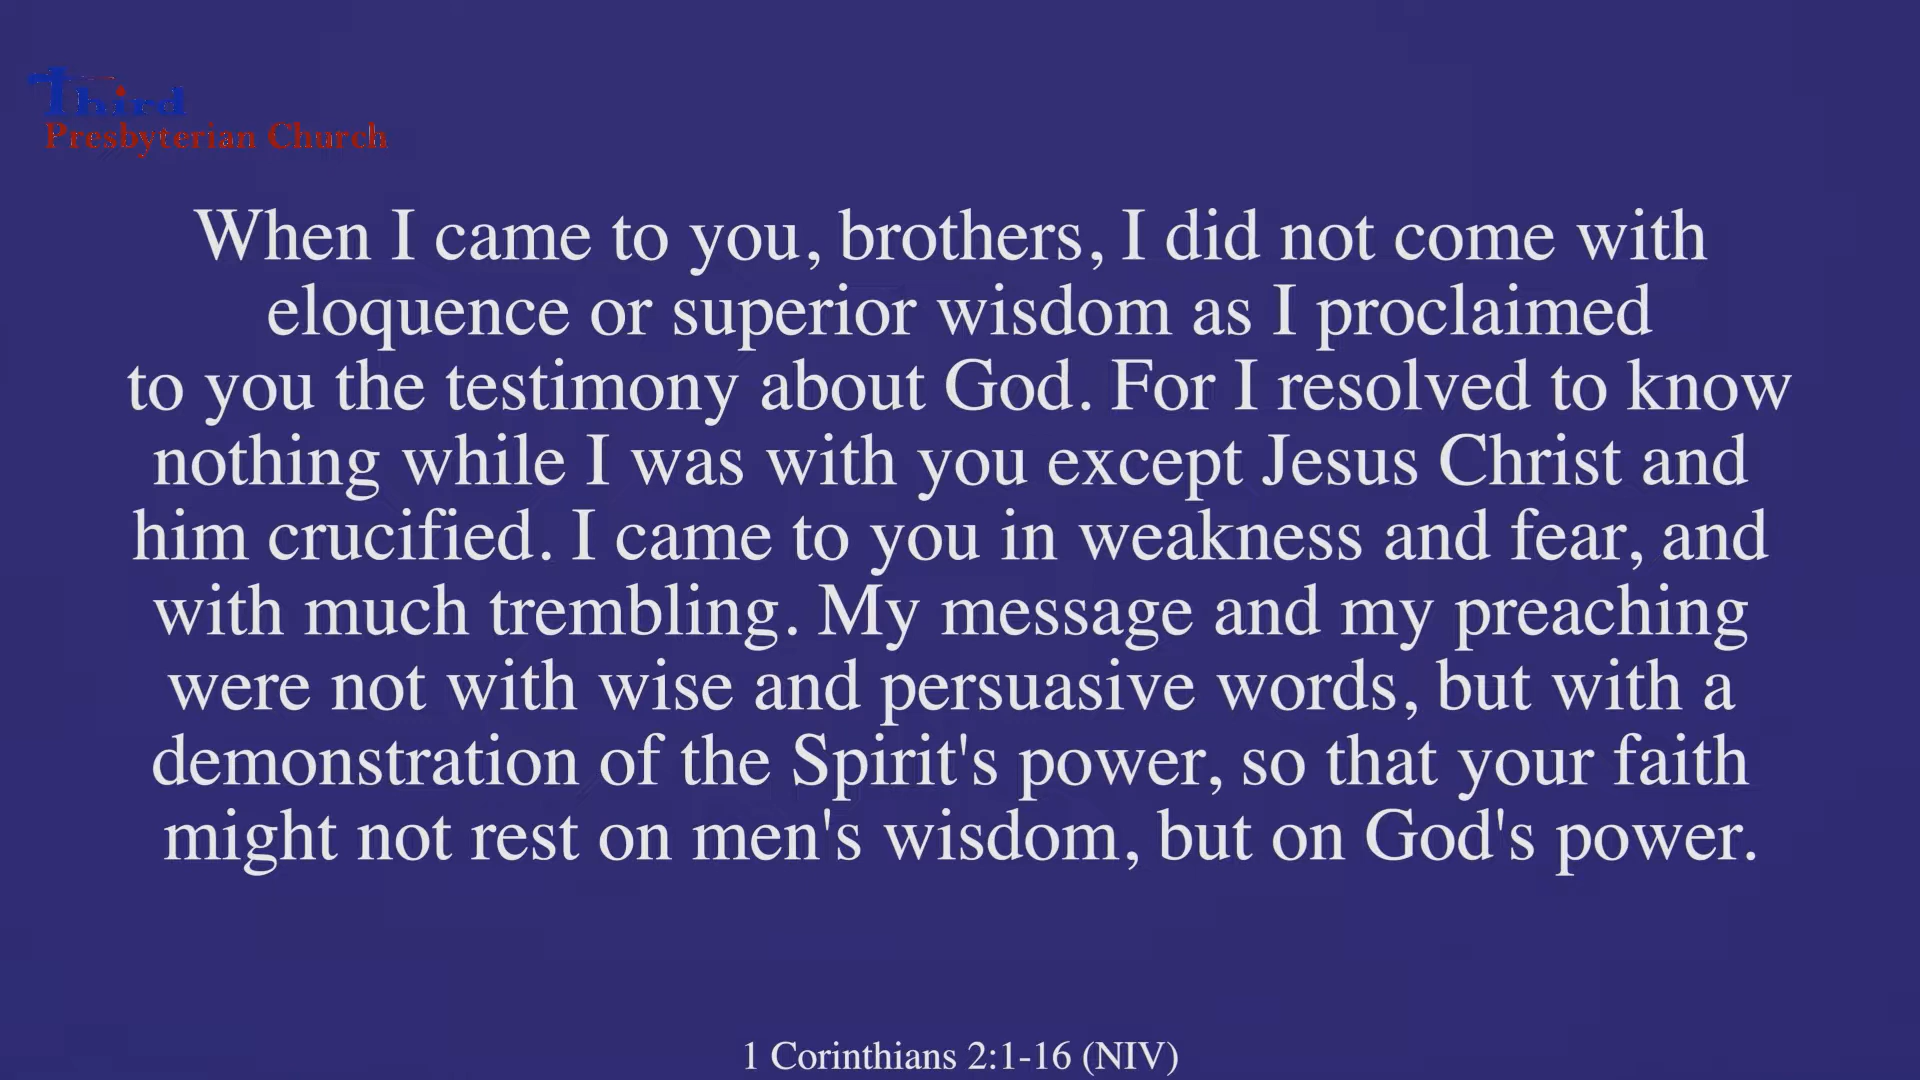 Third
Presbyterian Church
When I came to you, brothers, I did not come with
eloquence or superior wisdom as I proclaimed
to you the testimony about God. For I resolved to know
nothing while I was with you except Jesus Christ and
him crucified. I came to you in weakness and fear, and
with much trembling. My message and my preaching
were not with wise and persuasive words, but with a
demonstration of the Spirit's power, so that your faith
might not rest on men's wisdom, but on God's power.
1 Corinthians 2:1-16 (NIV)